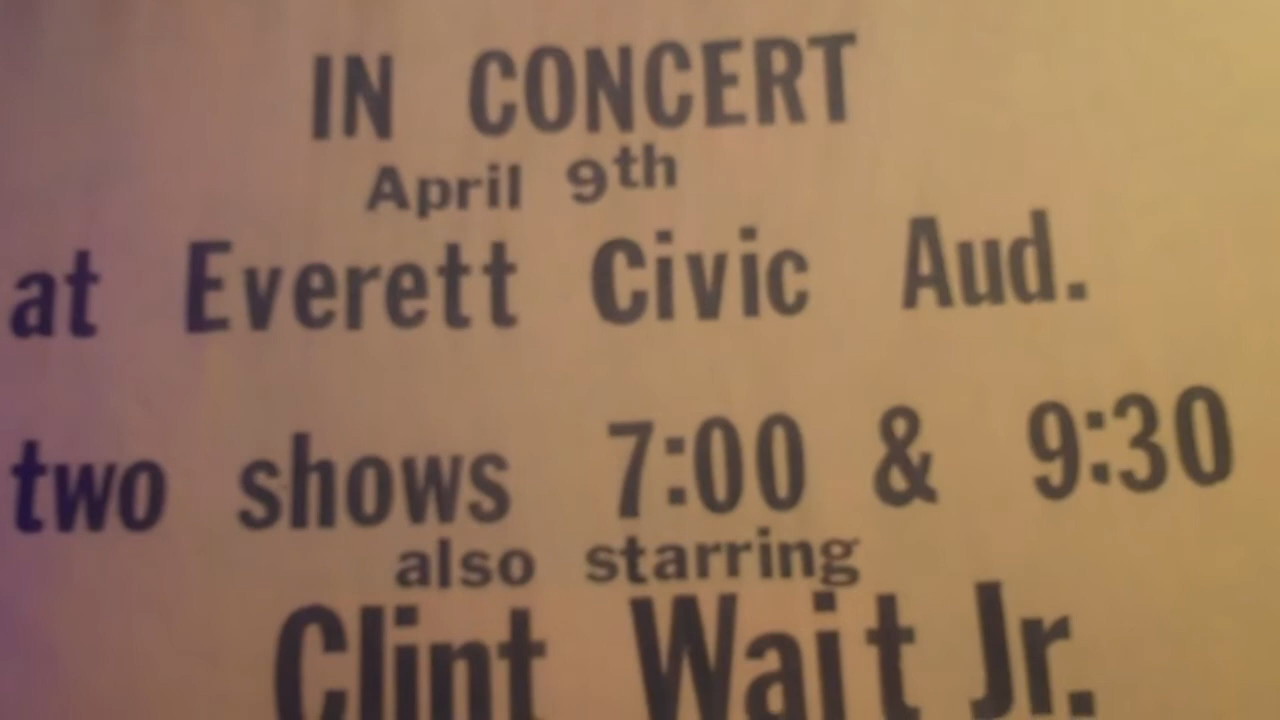 IN CONCERT
April 9th
at Everett Civic Aud.
two shows 7:00 & 9:30
also starring
Clint Wait Jr.